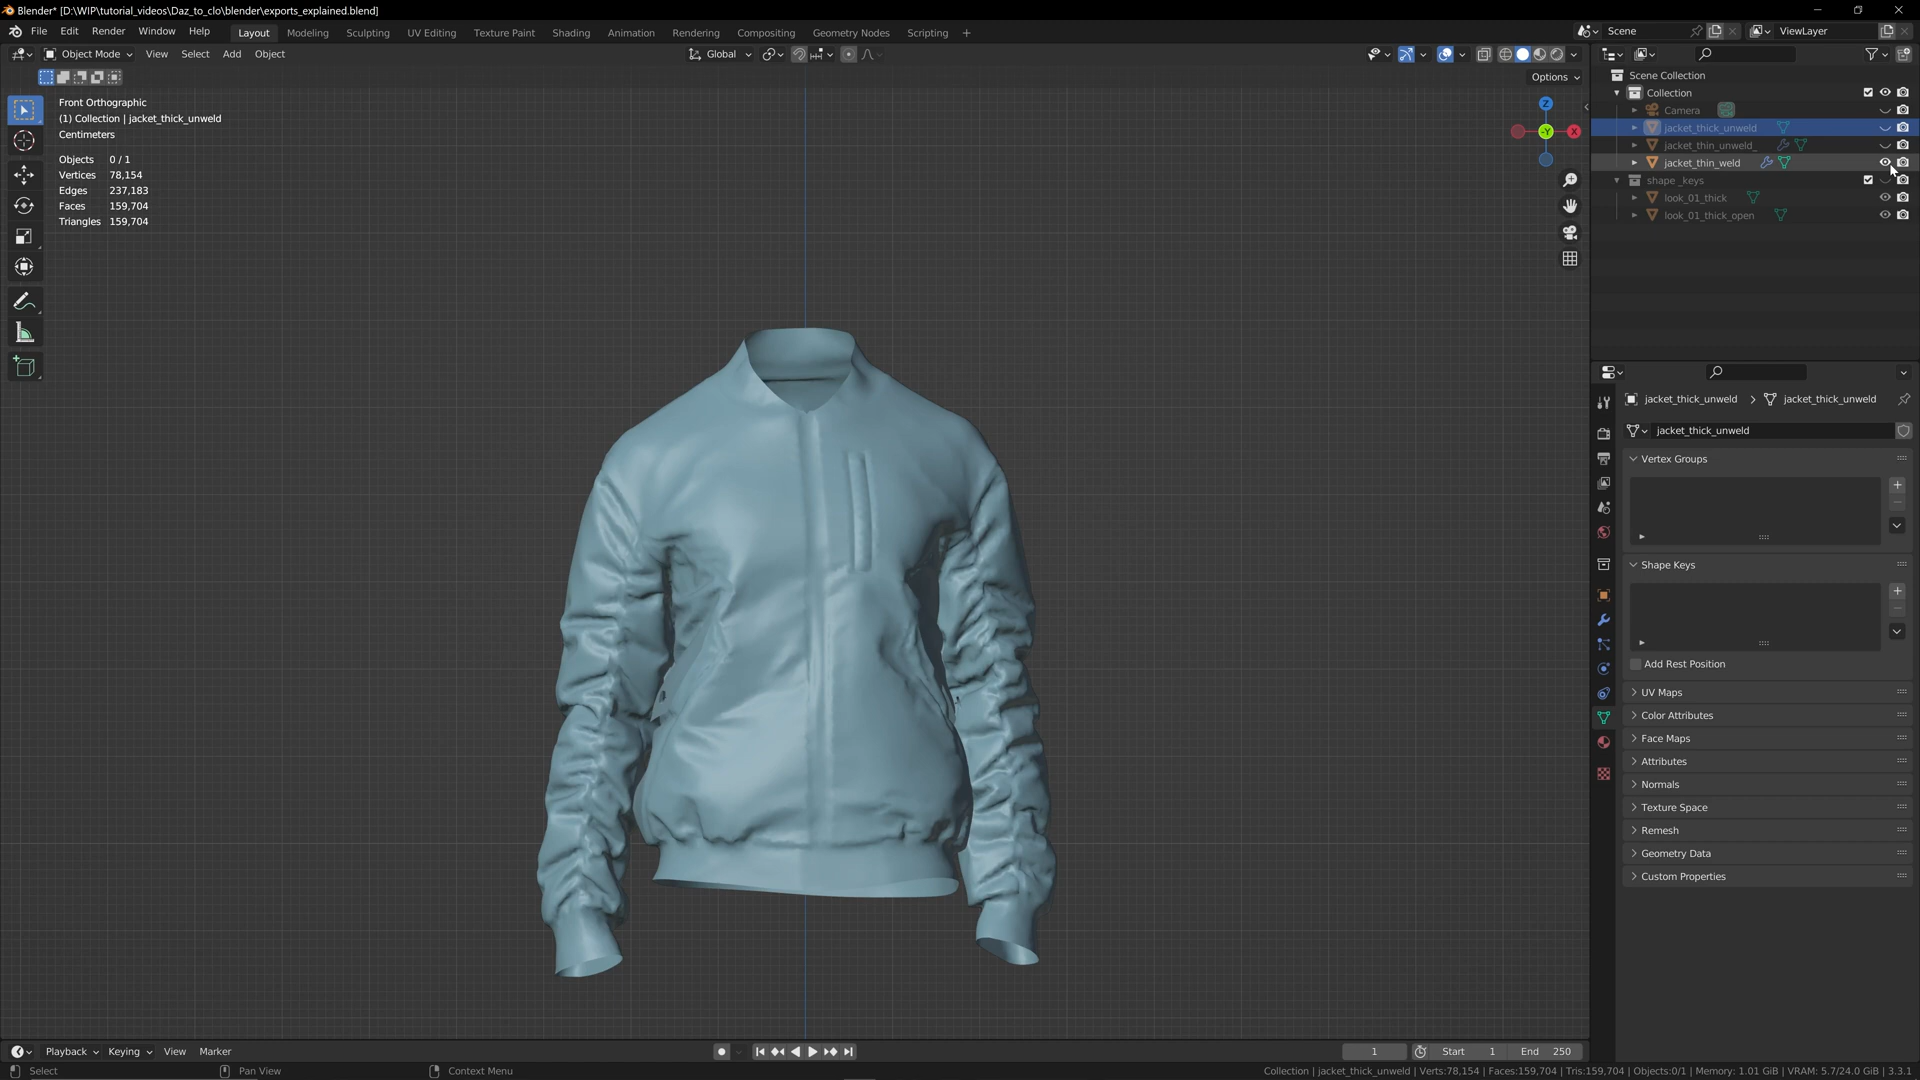 Blender* [D:\WIP\tutorial_videos\Daz_to_clo\blender\exports_explained.blend]
File Edit Render Window Help Layout Modeling Sculpting UV Editing Texture Paint Shading Animation Rendering Compositing Geometry Nodes Scripting + Scene ViewLayer
Object Mode View Select Add Object Global
Options
Front Orthographic
(1) Collection | jacket_thick_unweld
Centimeters
Objects 0 / 1
Vertices 78,154
Edges 237,183
Faces 159,704
Triangles 159,704
Z
-Y
X
Scene Collection
Collection
Camera
jacket_thick_unweld
jacket_thin_unweld_
jacket_thin_weld
shape _keys
look_01_thick
look_01_thick_open
jacket_thick_unweld > jacket_thick_unweld
jacket_thick_unweld
Vertex Groups
Shape Keys
Add Rest Position
UV Maps
Color Attributes
Face Maps
Attributes
Normals
Texture Space
Remesh
Geometry Data
Custom Properties
Playback Keying View Marker 1 Start 1 End 250
Select Pan View Context Menu Collection | jacket_thick_unweld | Verts:78,154 | Faces:159,704 | Tris:159,704 | Objects:0/1 | Memory: 1.01 GiB | VRAM: 5.7/24.0 GiB | 3.3.1